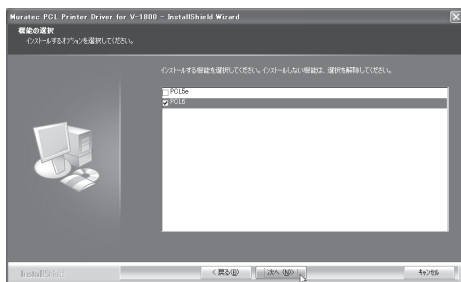 Muratec PCL Printer Driver for V-1800 - InstallShield Wizard
機能の選択
インストールするオプションを選択してください。
インストールする機能を選択してください。インストールしない機能は、選択を解除してください。
PCL5e
PCL6
InstallShield
< 戻る(B)
次へ(N) >
キャンセル